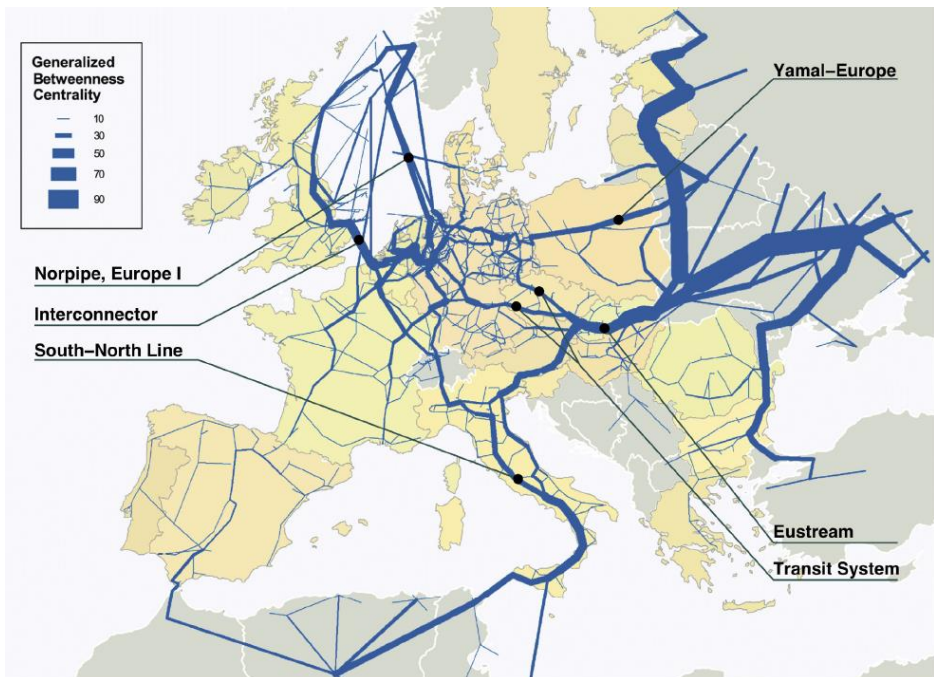 Generalized
Betweenness
Centrality
10
30
50
70
90
Yamal–Europe
Norpipe, Europe I
Interconnector
South–North Line
Eustream
Transit System